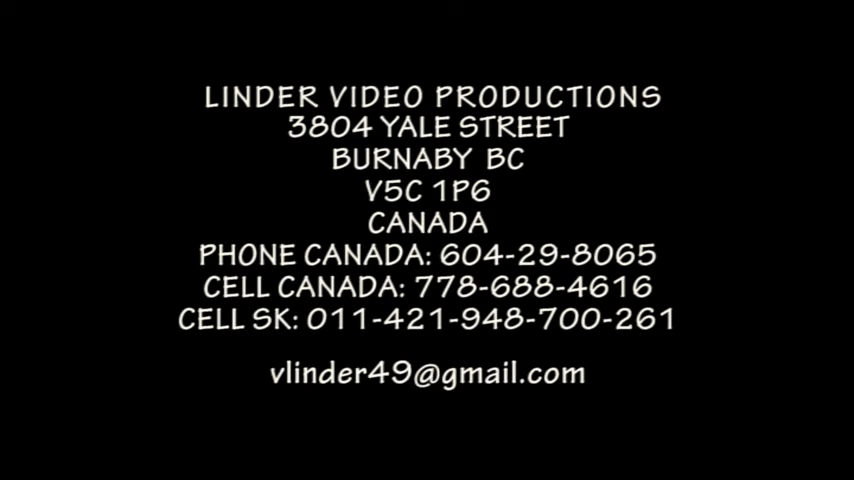 LINDER VIDEO PRODUCTIONS
3804 YALE STREET
BURNABY BC
V5C 1P6
CANADA
PHONE CANADA: 604-29-8065
CELL CANADA: 778-688-4616
CELL SK: 011-421-948-700-261
vlinder49@gmail.com